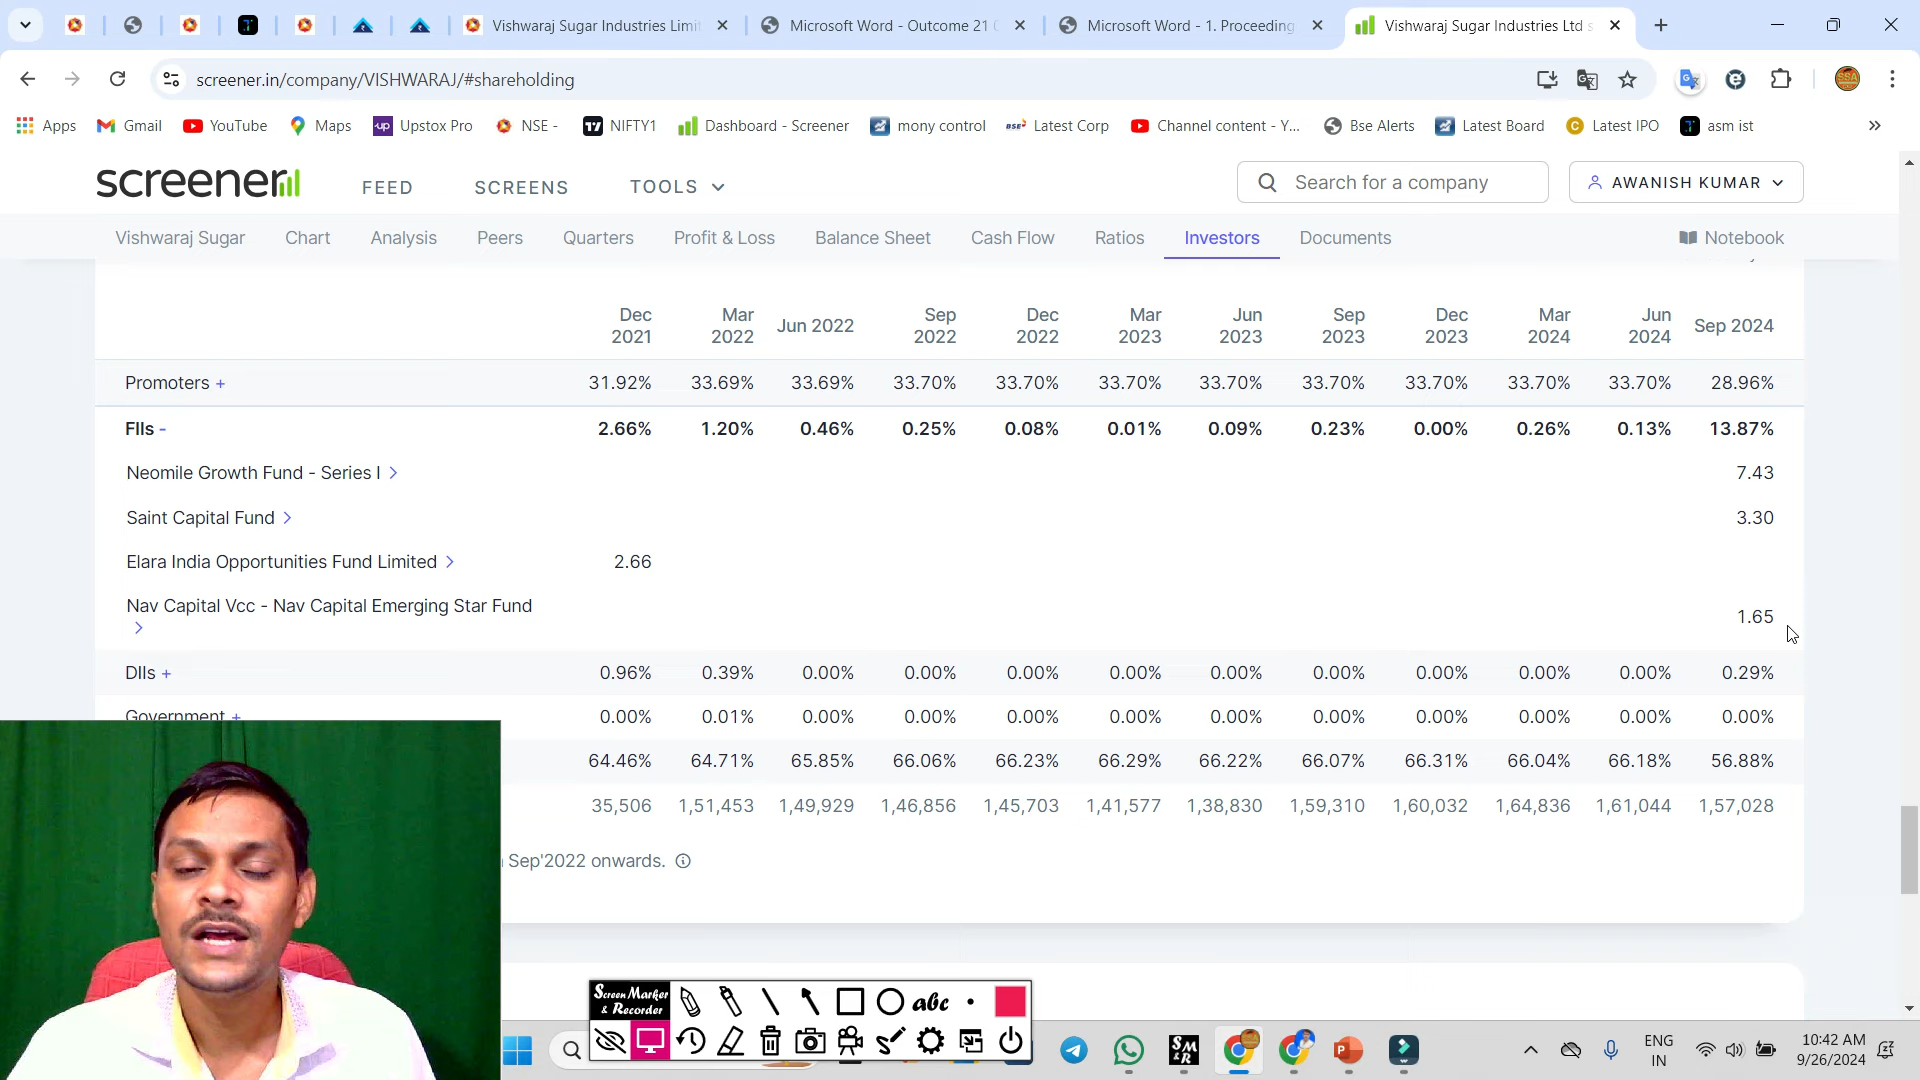 Vishwaraj Sugar Industries Limit
Microsoft Word - Outcome 21
Microsoft Word - 1. Proceeding
Vishwaraj Sugar Industries Ltd s
screener.in/company/VISHWARAJ/#shareholding
Apps Gmail YouTube Maps Upstox Pro NSE - NIFTY1 Dashboard - Screener mony control Latest Corp Channel content - Y... Bse Alerts Latest Board Latest IPO asm ist
screener FEED SCREENS TOOLS Search for a company AWANISH KUMAR
Vishwaraj Sugar Chart Analysis Peers Quarters Profit & Loss Balance Sheet Cash Flow Ratios Investors Documents Notebook
Dec 2021 Mar 2022 Jun 2022 Sep 2022 Dec 2022 Mar 2023 Jun 2023 Sep 2023 Dec 2023 Mar 2024 Jun 2024 Sep 2024
Promoters + 31.92% 33.69% 33.69% 33.70% 33.70% 33.70% 33.70% 33.70% 33.70% 33.70% 33.70% 28.96%
FIIs - 2.66% 1.20% 0.46% 0.25% 0.08% 0.01% 0.09% 0.23% 0.00% 0.26% 0.13% 13.87%
Neomile Growth Fund - Series I 7.43
Saint Capital Fund 3.30
Elara India Opportunities Fund Limited 2.66
Nav Capital Vcc - Nav Capital Emerging Star Fund 1.65
DIIs + 0.96% 0.39% 0.00% 0.00% 0.00% 0.00% 0.00% 0.00% 0.00% 0.00% 0.00% 0.29%
Government + 0.00% 0.01% 0.00% 0.00% 0.00% 0.00% 0.00% 0.00% 0.00% 0.00% 0.00% 0.00%
64.46% 64.71% 65.85% 66.06% 66.23% 66.29% 66.22% 66.07% 66.31% 66.04% 66.18% 56.88%
35,506 1,51,453 1,49,929 1,46,856 1,45,703 1,41,577 1,38,830 1,59,310 1,60,032 1,64,836 1,61,044 1,57,028
Sep'2022 onwards.
Screen Marker
& Recorder
abc
ENG
IN
10:42 AM
9/26/2024